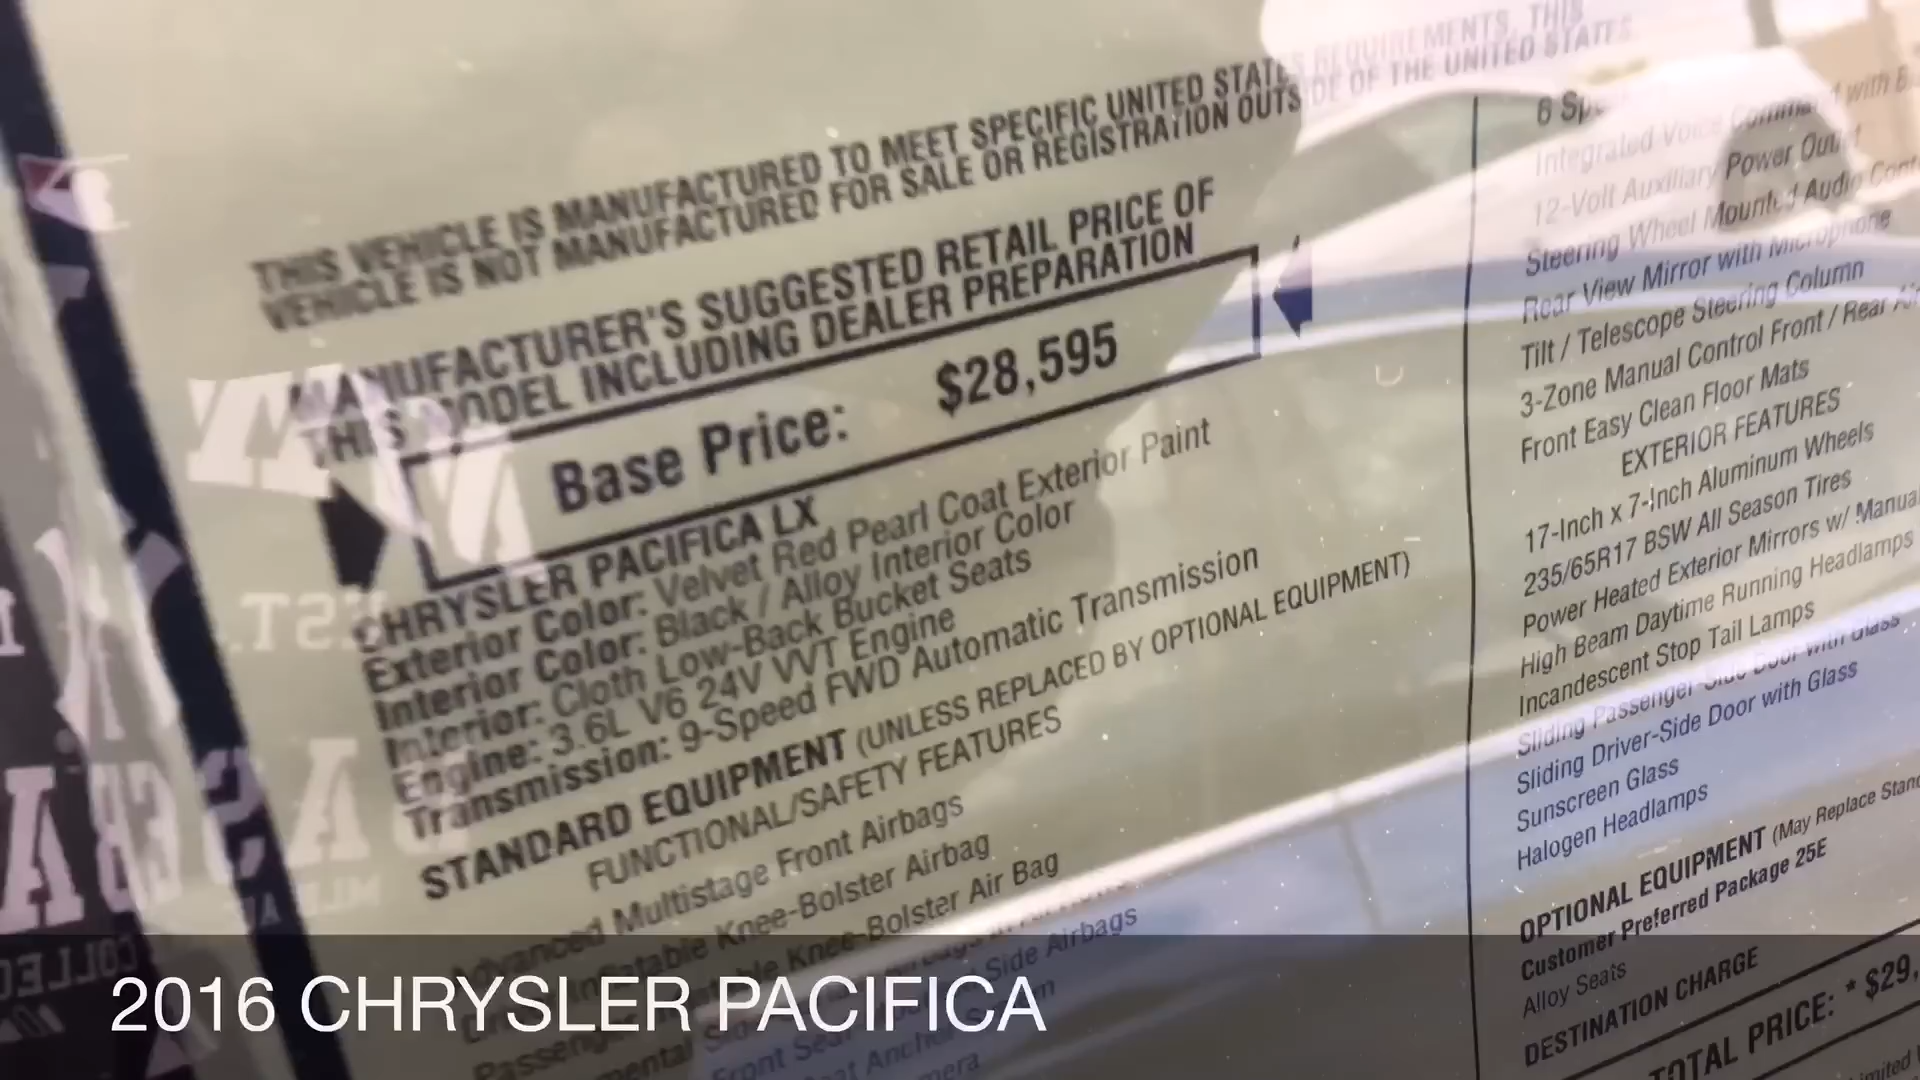 THIS VEHICLE IS MANUFACTURED TO MEET SPECIFIC UNITED STATES REQUIREMENTS, THIS
VEHICLE IS NOT MANUFACTURED FOR SALE OR REGISTRATION OUTSIDE OF THE UNITED STATES.
MANUFACTURER'S SUGGESTED RETAIL PRICE OF
THIS MODEL INCLUDING DEALER PREPARATION
Base Price: $28,595
CHRYSLER PACIFICA LX
Exterior Color: Velvet Red Pearl Coat Exterior Paint
Interior Color: Black / Alloy Interior Color
Interior: Cloth Low-Back Bucket Seats
Engine: 3.6L V6 24V VVT Engine
Transmission: 9-Speed FWD Automatic Transmission
STANDARD EQUIPMENT (UNLESS REPLACED BY OPTIONAL EQUIPMENT)
FUNCTIONAL/SAFETY FEATURES
Advanced Multistage Front Airbags
Knee-Bolster Airbag
Knee-Bolster Air Bag
Side Airbags
6
Integrated Voice Command with
12-Volt Auxiliary Power Outlet
Steering Wheel Mounted Audio
Rear View Mirror with Microphone
Tilt / Telescope Steering Column
3-Zone Manual Control Front / Rear
Front Easy Clean Floor Mats
EXTERIOR FEATURES
17-Inch x 7-Inch Aluminum Wheels
235/65R17 BSW All Season Tires
Power Heated Exterior Mirrors w/
High Beam Daytime Running Headlamps
Incandescent Stop Tail Lamps
Sliding Passenger-Side Door with Glass
Sliding Driver-Side Door with Glass
Sunscreen Glass
Halogen Headlamps
OPTIONAL EQUIPMENT (May Replace
Customer Preferred Package 25E
Alloy Seats
DESTINATION CHARGE
TOTAL PRICE: * $29,
2016 CHRYSLER PACIFICA